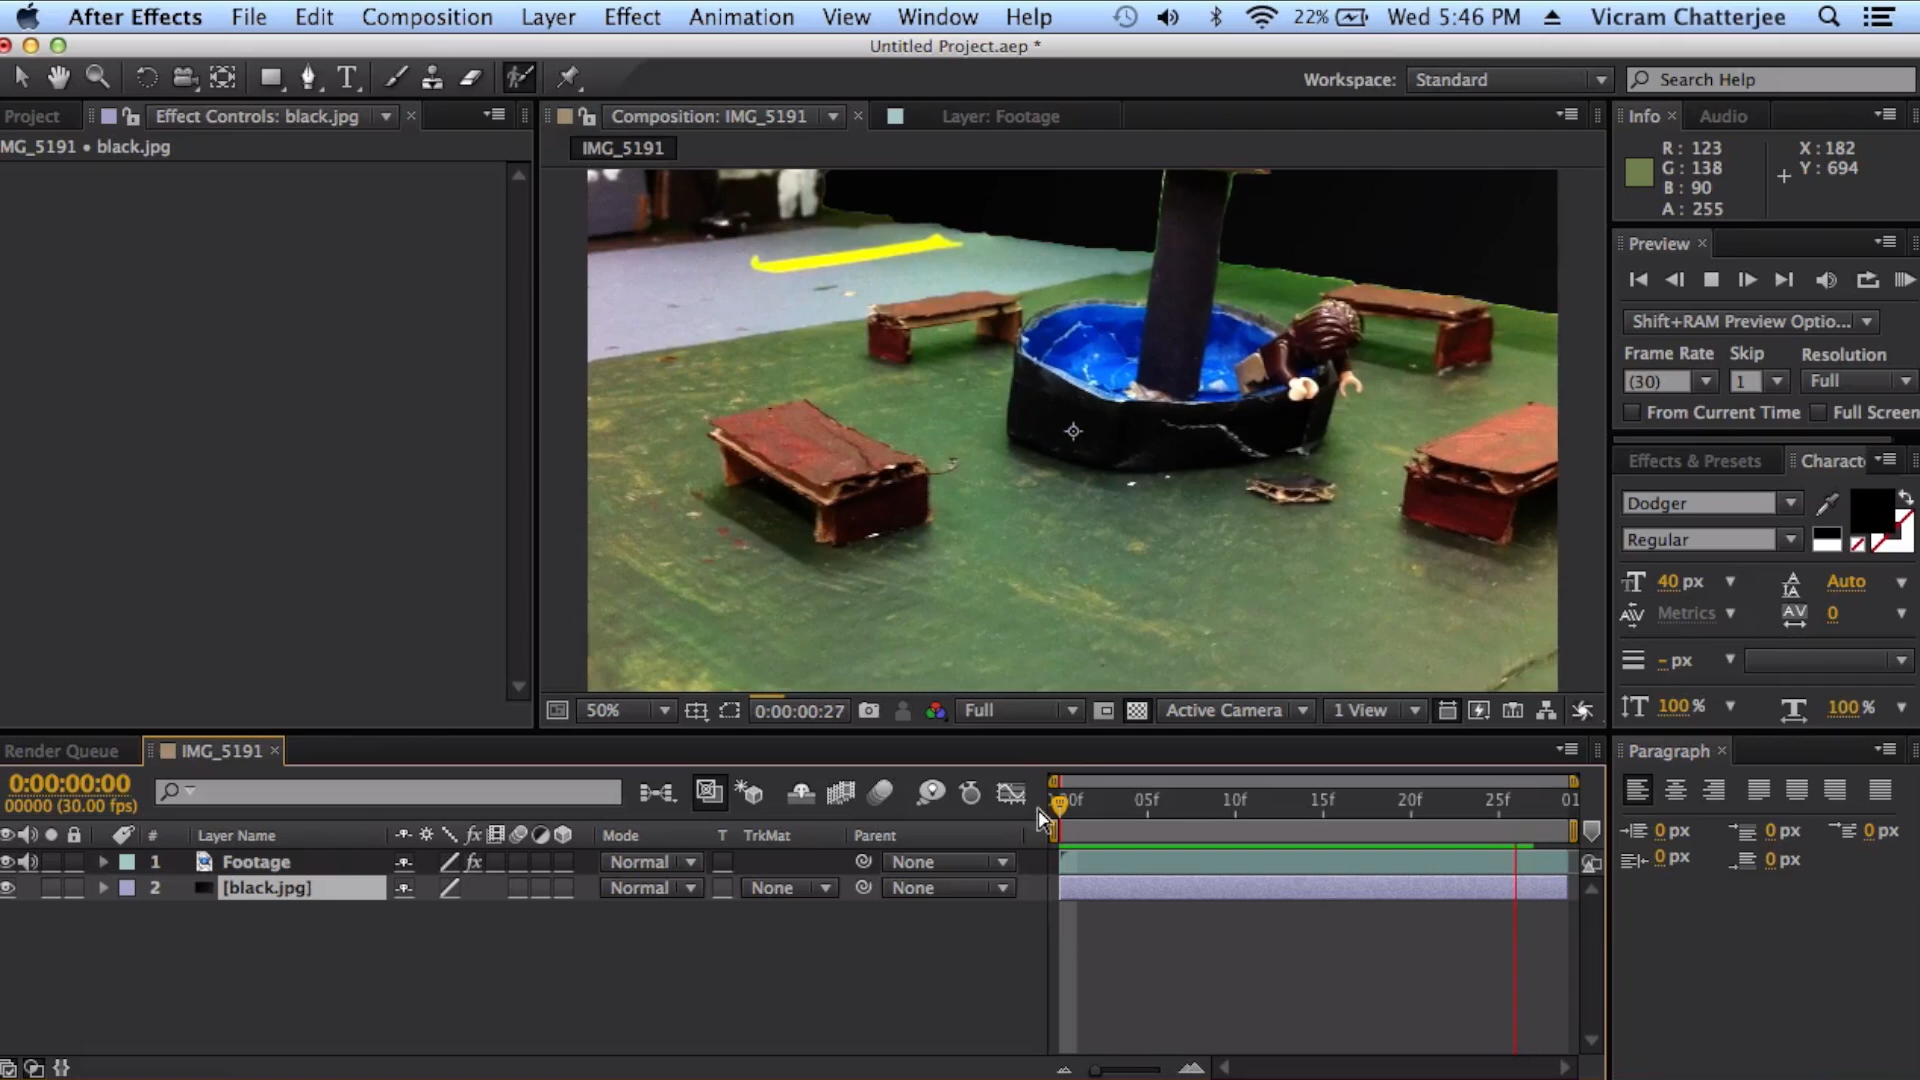 After Effects File Edit Composition Layer Effect Animation View Window Help 22% Wed 5:46 PM Vicram Chatterjee
Untitled Project.aep *
Workspace: Standard Search Help
Project Effect Controls: black.jpg × Composition: IMG_5191 × Layer: Footage Info × Audio
MG_5191 • black.jpg IMG_5191
R: 123 X: 182
G: 138 Y: 694
B: 90
A: 255
Preview ×
Shift+RAM Preview Optio...
Frame Rate Skip Resolution
(30) 1 Full
From Current Time Full Screen
Effects & Presets Charact
Dodger
Regular
40 px Auto
Metrics 0
- px
100% 100%
50% 0:00:00:27 Full Active Camera 1 View
Render Queue IMG_5191 × Paragraph ×
0:00:00:00
00000 (30.00 fps)
00f 05f 10f 15f 20f 25f 01
# Layer Name fx Mode T TrkMat Parent
1 Footage fx Normal None
2 [black.jpg] Normal None None
0 px 0 px 0 px
0 px 0 px